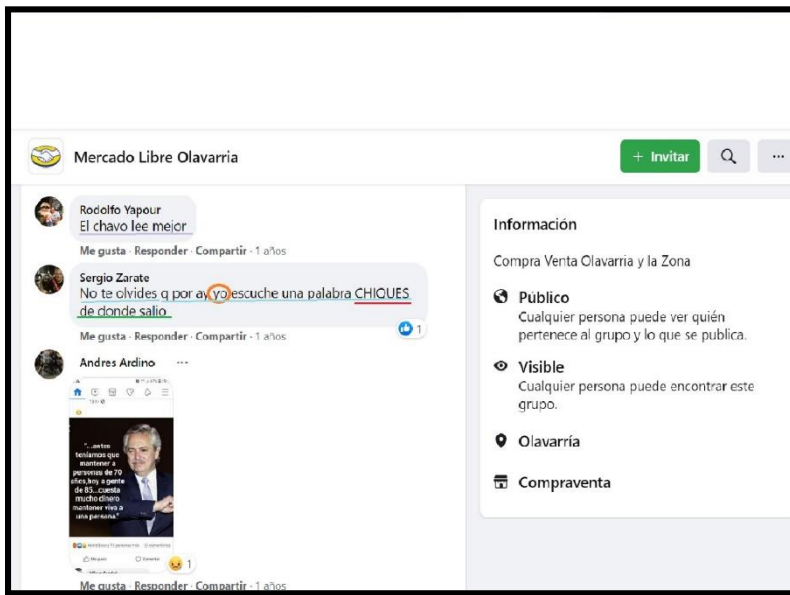 Mercado Libre Olavarria
+ Invitar
Rodolfo Yapour
El chavo lee mejor
Me gusta · Responder · Compartir · 1 años
Sergio Zarate
No te olvides q por ay yo escuche una palabra CHIQUES
de donde salio
1
Me gusta · Responder · Compartir · 1 años
Andres Ardino
"...antes
teníamos que
mantener a
personas de 70
años,hoy a gente
de 85...cuesta
mucho dinero
mantener viva a
una persona."
1
Me gusta · Responder · Compartir · 1 años
Información
Compra Venta Olavarria y la Zona
Público
Cualquier persona puede ver quién
pertenece al grupo y lo que se publica.
Visible
Cualquier persona puede encontrar este
grupo.
Olavarría
Compraventa